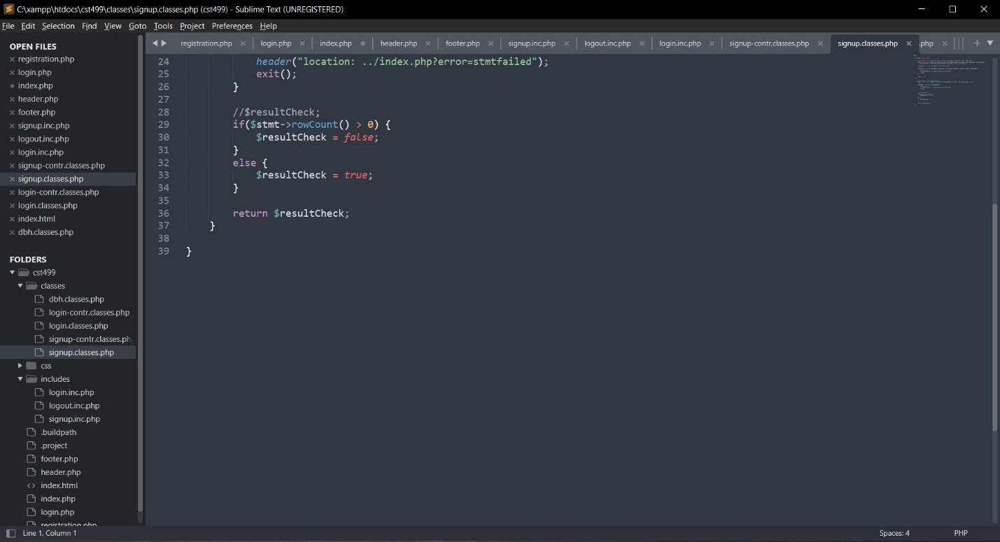 C:\xampp\htdocs\cst499\classes\signup.classes.php (cst499) - Sublime Text (UNREGISTERED)
File Edit Selection Find View Goto Tools Project Preferences Help
OPEN FILES
registration.php
login.php
index.php
header.php
footer.php
signup.inc.php
logout.inc.php
login.inc.php
signup-contr.classes.php
signup.classes.php
login-contr.classes.php
login.classes.php
index.html
dbh.classes.php
FOLDERS
cst499
classes
dbh.classes.php
login-contr.classes.php
login.classes.php
signup-contr.classes.ph
signup.classes.php
css
includes
login.inc.php
logout.inc.php
signup.inc.php
.buildpath
.project
footer.php
header.php
index.html
index.php
login.php
registration.php
registration.php login.php index.php header.php footer.php signup.inc.php logout.inc.php login.inc.php signup-contr.classes.php signup.classes.php .php
24 header("location: ../index.php?error=stmtfailed");
25 exit();
26 }
27
28 //$resultCheck;
29 if($stmt->rowCount() > 0) {
30 $resultCheck = false;
31 }
32 else {
33 $resultCheck = true;
34 }
35
36 return $resultCheck;
37 }
38
39 }
Line 1, Column 1 Spaces: 4 PHP